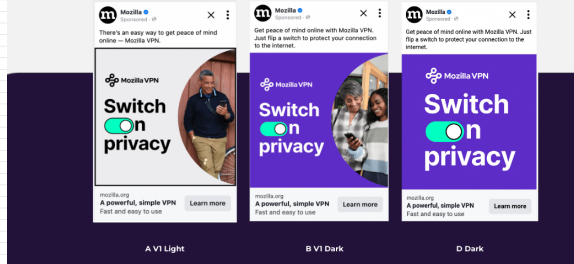 Mozilla
Sponsored
There's an easy way to get peace of mind
online — Mozilla VPN.
Mozilla VPN
Switch
On
privacy
mozilla.org
A powerful, simple VPN
Fast and easy to use
Learn more
A V1 Light
Mozilla
Sponsored
Get peace of mind online with Mozilla VPN.
Just flip a switch to protect your connection
to the internet.
Mozilla VPN
Switch
On
privacy
mozilla.org
A powerful, simple VPN
Fast and easy to use
Learn more
B V1 Dark
Mozilla
Sponsored
Get peace of mind online with Mozilla VPN. Just
flip a switch to protect your connection to the
internet.
Mozilla VPN
Switch
On
privacy
mozilla.org
A powerful, simple VPN
Fast and easy to use
Learn more
D Dark